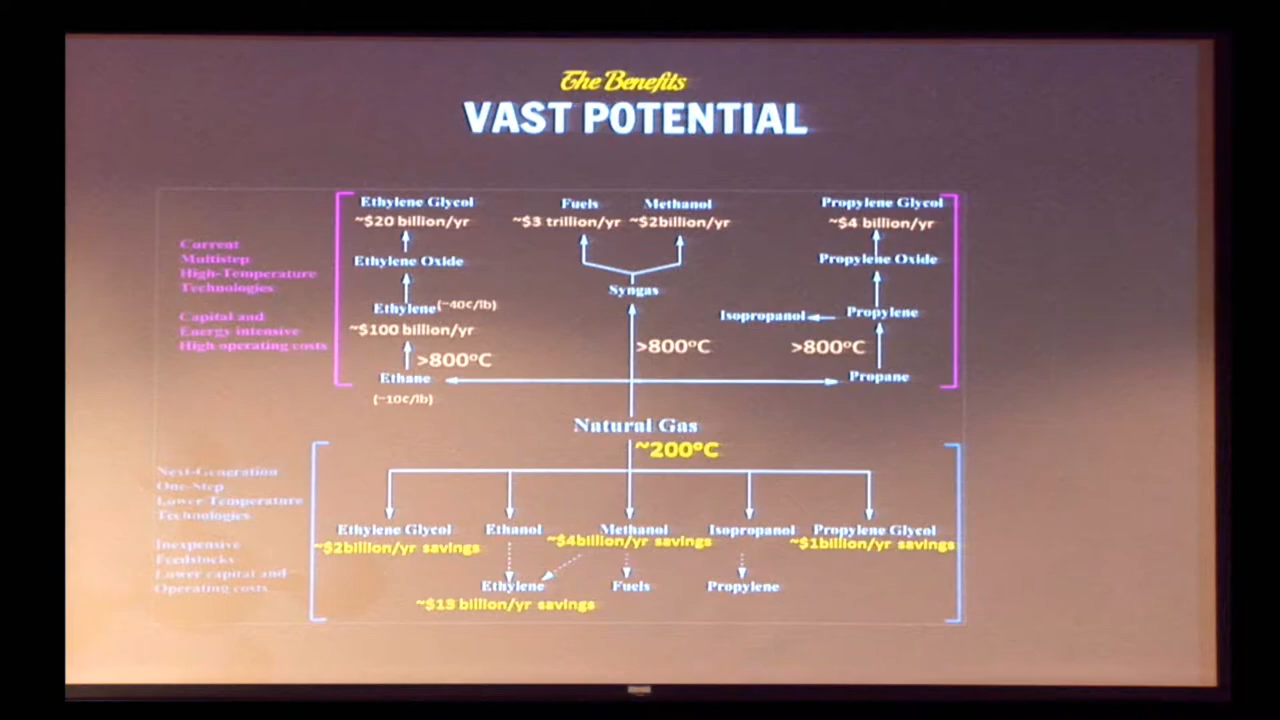 The Benefits
VAST POTENTIAL
Ethylene Glycol
~$20 billion/yr
Fuels
~$3 trillion/yr
Methanol
~$2billion/yr
Propylene Glycol
~$4 billion/yr
Current
Multistep
High-Temperature
Technologies
Capital and
Energy intensive
High operating costs
Ethylene Oxide
Propylene Oxide
Syngas
Ethylene (~40¢/lb)
~$100 billion/yr
Isopropanol
Propylene
>800°C
>800°C
>800°C
Ethane
(~10¢/lb)
Propane
Natural Gas
~200°C
Next-Generation
One-Step
Lower Temperature
Technologies
Inexpensive
Feedstocks
Lower capital and
Operating costs
Ethylene Glycol
~$2billion/yr savings
Ethanol
Methanol
~$4billion/yr savings
Isopropanol
Propylene Glycol
~$1billion/yr savings
Ethylene
~$13 billion/yr savings
Fuels
Propylene